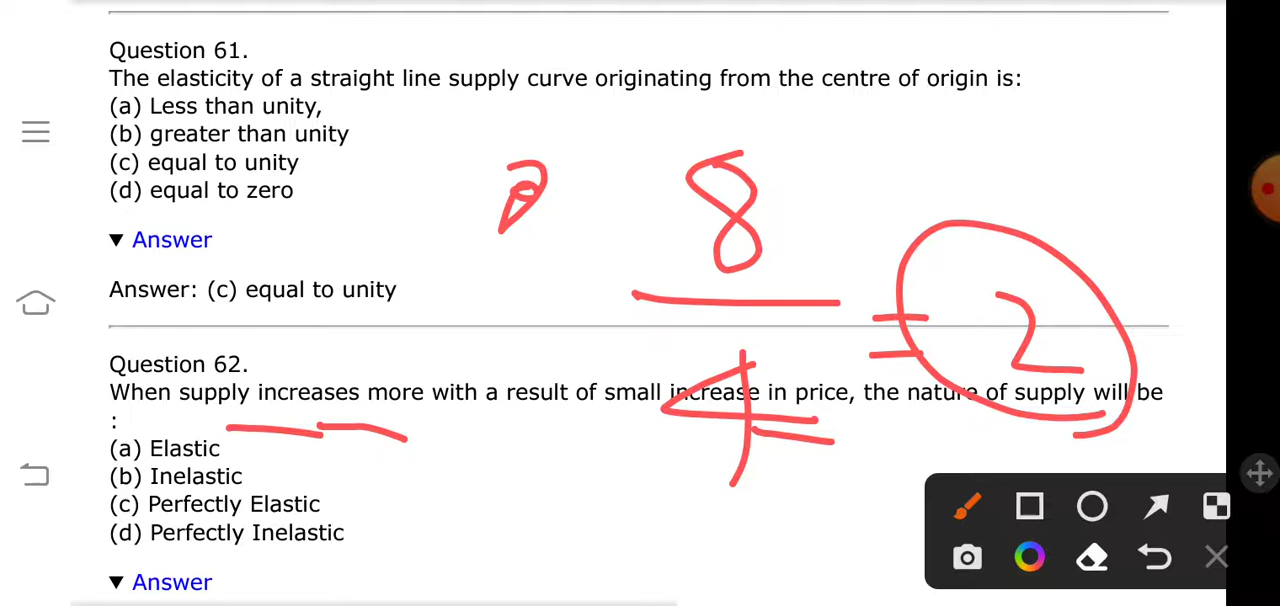 Question 61.
The elasticity of a straight line supply curve originating from the centre of origin is:
(a) Less than unity,
(b) greater than unity
(c) equal to unity
(d) equal to zero
▼ Answer
8
Answer: (c) equal to unity
= 2
4
Question 62.
When supply increases more with a result of small increase in price, the nature of supply will be
:
(a) Elastic
(b) Inelastic
(c) Perfectly Elastic
(d) Perfectly Inelastic
▼ Answer